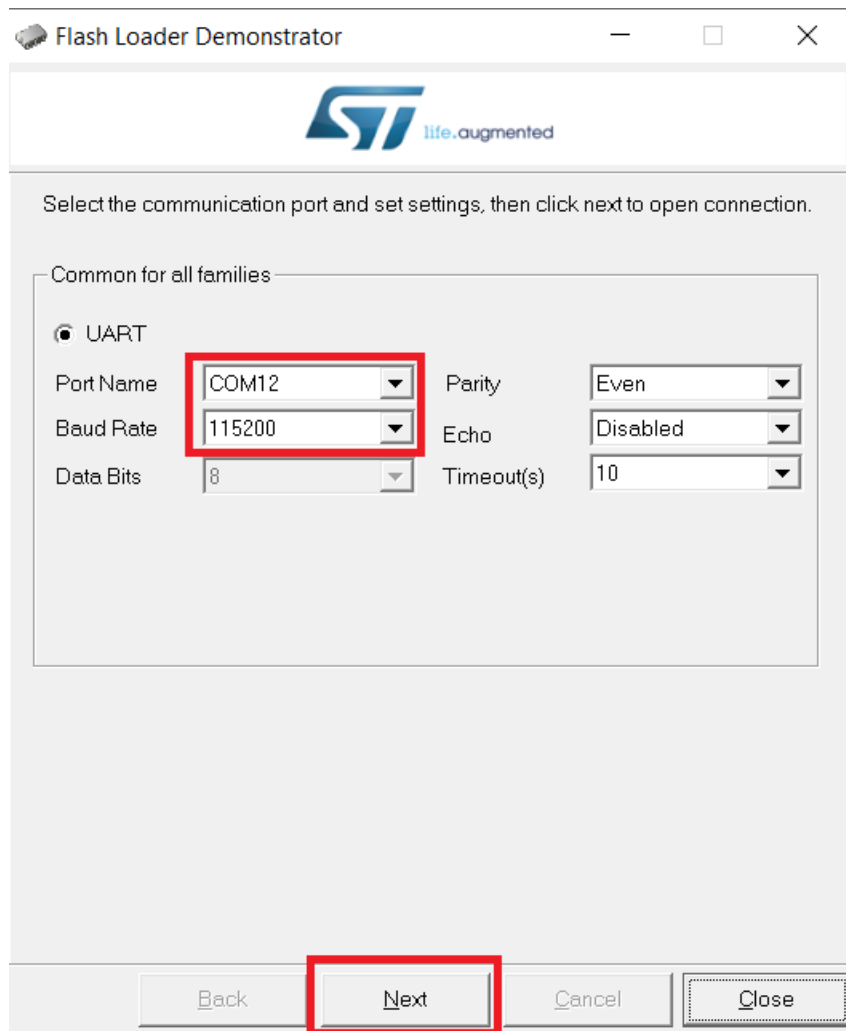 Flash Loader Demonstrator
ST life.augmented
Select the communication port and set settings, then click next to open connection.
Common for all families
UART
Port Name COM12 Parity Even
Baud Rate 115200 Echo Disabled
Data Bits 8 Timeout(s) 10
Back Next Cancel Close